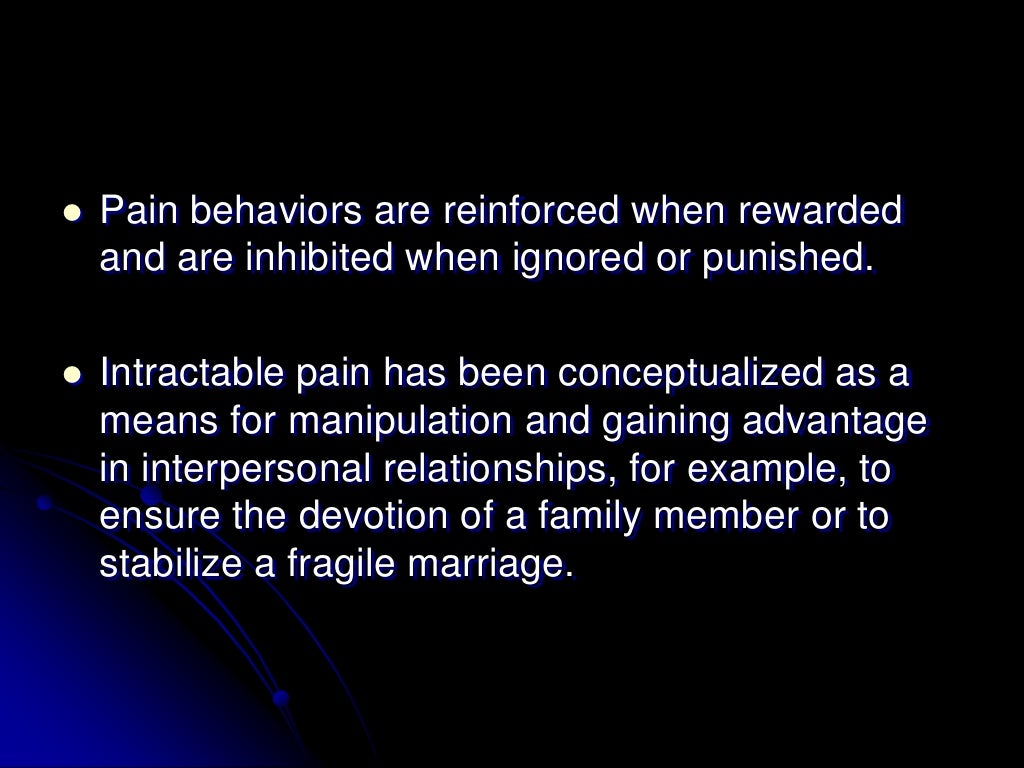 • Pain behaviors are reinforced when rewarded
and are inhibited when ignored or punished.
• Intractable pain has been conceptualized as a
means for manipulation and gaining advantage
in interpersonal relationships, for example, to
ensure the devotion of a family member or to
stabilize a fragile marriage.